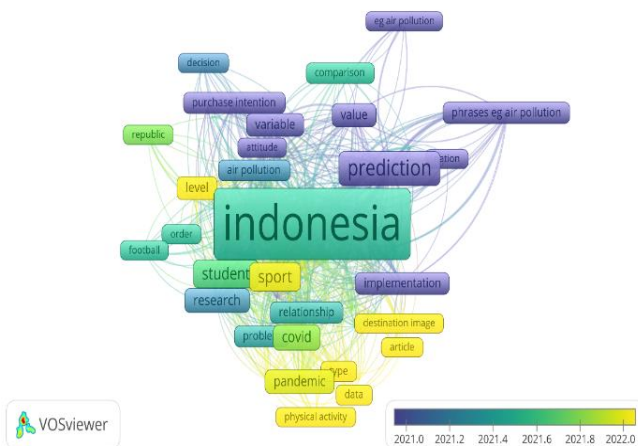 eg air pollution
decision
comparison
purchase intention
value
phrases eg air pollution
variable
republic
attitude
prediction
air pollution
level
indonesia
order
football
student
sport
research
implementation
relationship
destination image
covid
article
pandemic
type
data
physical activity
VOSviewer
2021.0 2021.2 2021.4 2021.6 2021.8 2022.0